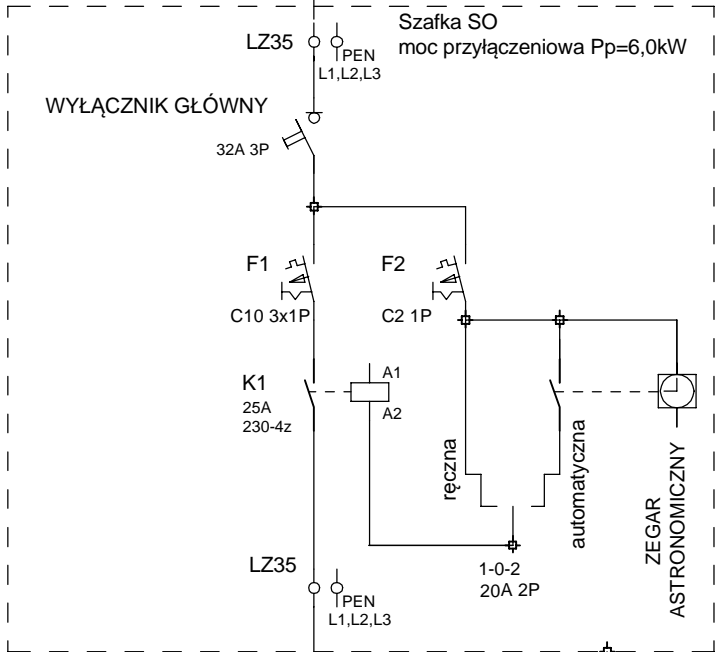 Szafka SO
moc przyłączeniowa Pp=6,0kW
LZ35
PEN
L1,L2,L3
WYŁĄCZNIK GŁÓWNY
32A 3P
F1
C10 3x1P
F2
C2 1P
K1
25A
230-4z
A1
A2
ręczna
automatyczna
ZEGAR
ASTRONOMICZNY
1-0-2
20A 2P
LZ35
PEN
L1,L2,L3